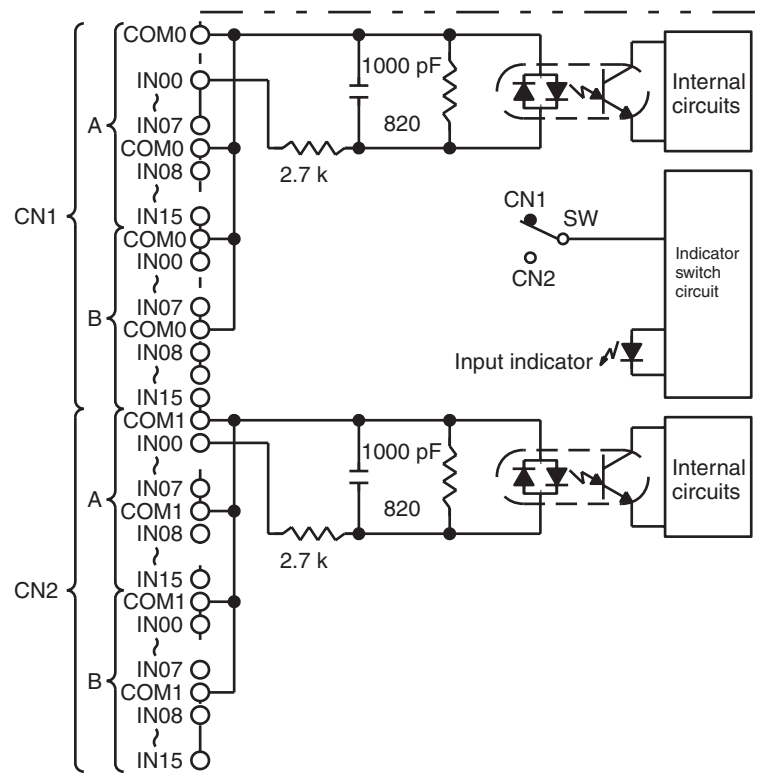 COM0
IN00
~
IN07
A
COM0
IN08
~
IN15
CN1
COM0
IN00
~
IN07
B
COM0
IN08
~
IN15
COM1
IN00
~
IN07
A
COM1
IN08
~
IN15
CN2
COM1
IN00
~
IN07
B
COM1
IN08
~
IN15
1000 pF
820
2.7 k
Internal
circuits
CN1
SW
CN2
Indicator
switch
circuit
Input indicator
1000 pF
820
2.7 k
Internal
circuits